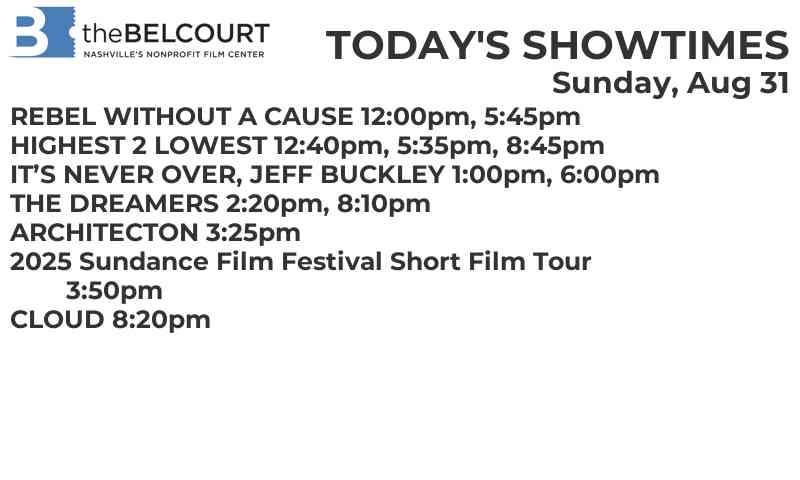 B theBELCOURT
NASHVILLE'S NONPROFIT FILM CENTER
TODAY'S SHOWTIMES
Sunday, Aug 31
REBEL WITHOUT A CAUSE 12:00pm, 5:45pm
HIGHEST 2 LOWEST 12:40pm, 5:35pm, 8:45pm
IT’S NEVER OVER, JEFF BUCKLEY 1:00pm, 6:00pm
THE DREAMERS 2:20pm, 8:10pm
ARCHITECTON 3:25pm
2025 Sundance Film Festival Short Film Tour
3:50pm
CLOUD 8:20pm